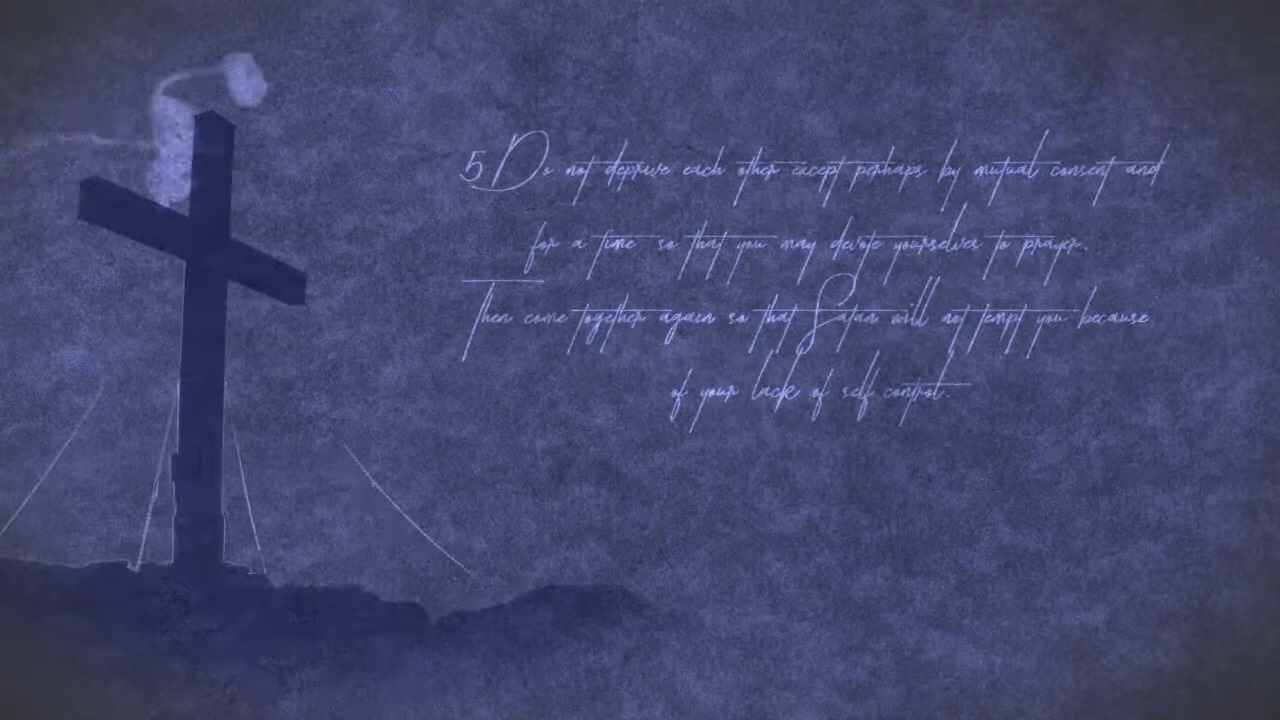 5 Do not deprive each other except perhaps by mutual consent and
for a time so that you may devote yourselves to prayer.
Then come together again so that Satan will not tempt you because
of your lack of self control.